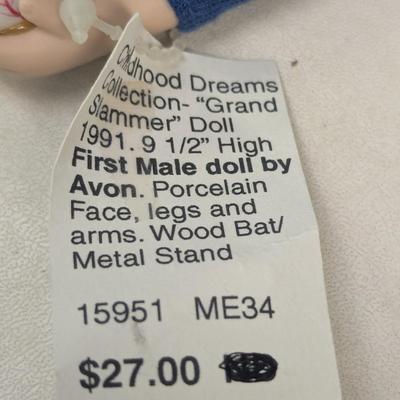 Childhood Dreams
Collection- "Grand
Slammer" Doll
1991. 9 1/2" High
First Male doll by
Avon. Porcelain
Face, legs and
arms. Wood Bat/
Metal Stand
15951 ME34
$27.00